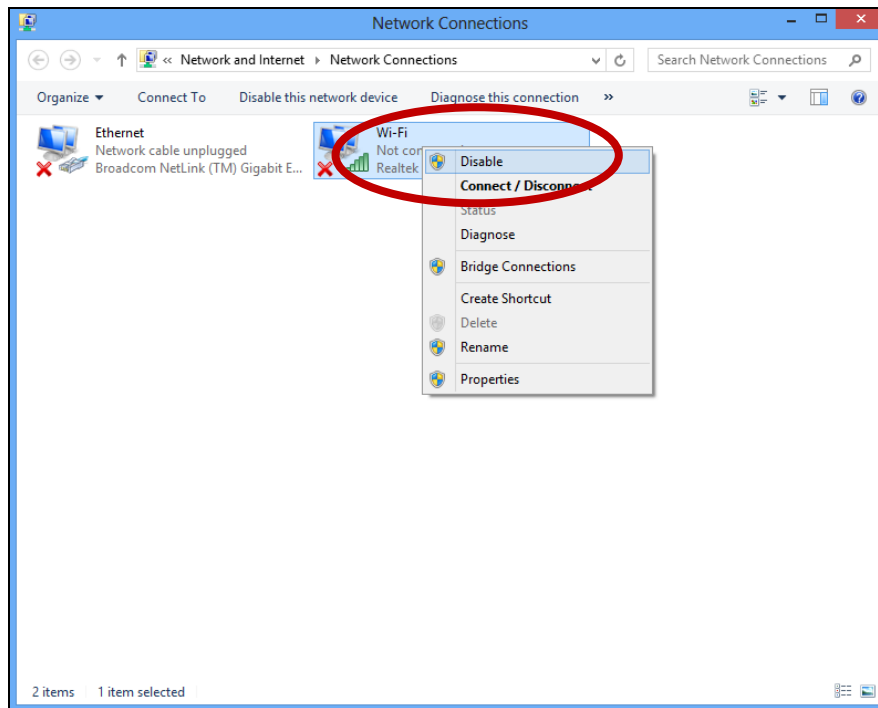 Network Connections
« Network and Internet Network Connections
Search Network Connections
Organize Connect To Disable this network device Diagnose this connection »
Ethernet
Network cable unplugged
Broadcom NetLink (TM) Gigabit E...
Wi-Fi
Not
Realtek
Disable
Connect / Disconnect
Status
Diagnose
Bridge Connections
Create Shortcut
Delete
Rename
Properties
2 items 1 item selected